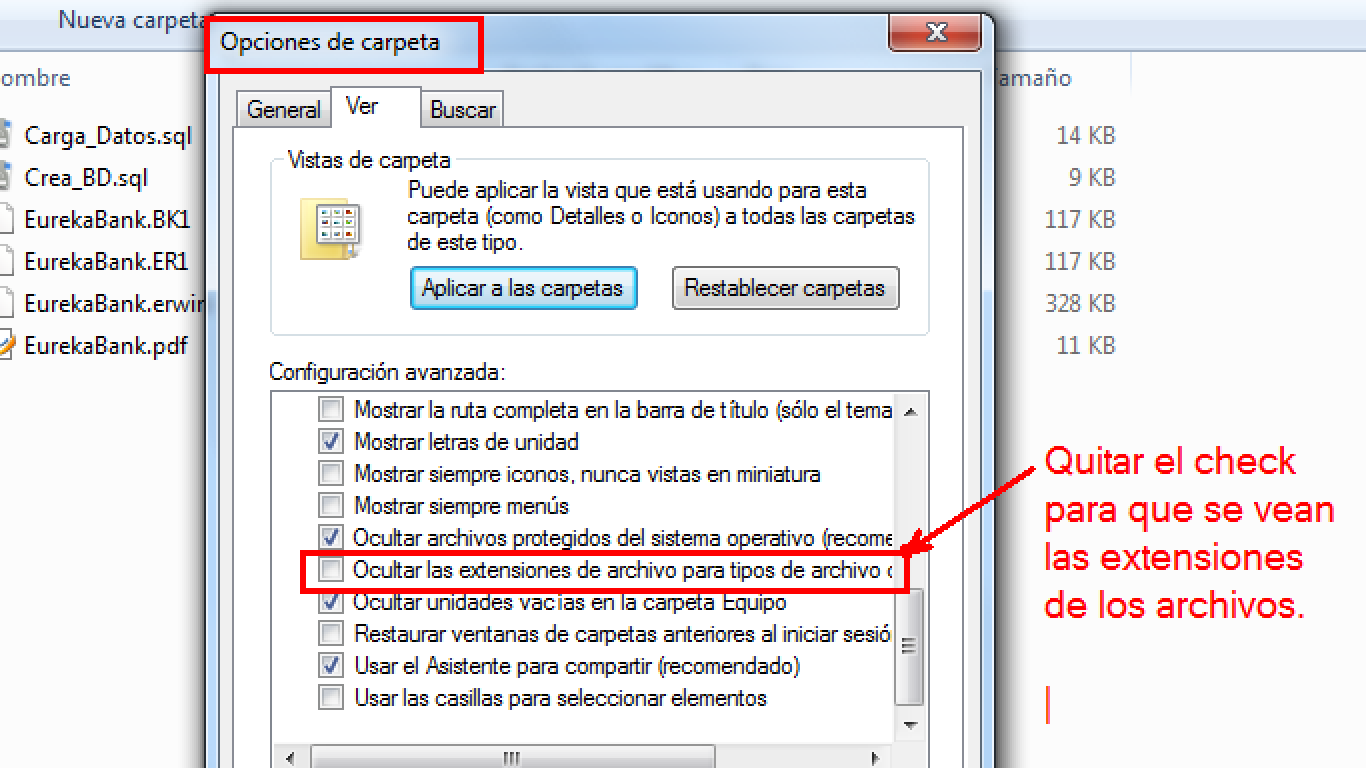 Nueva carpeta
Opciones de carpeta
ombre
amaño
General
Ver
Buscar
Carga_Datos.sql
14 KB
Crea_BD.sql
9 KB
EurekaBank.BK1
117 KB
EurekaBank.ER1
117 KB
EurekaBank.erwin
328 KB
EurekaBank.pdf
11 KB
Vistas de carpeta
Puede aplicar la vista que está usando para esta
carpeta (como Detalles o Iconos) a todas las carpetas
de este tipo.
Aplicar a las carpetas
Restablecer carpetas
Configuración avanzada:
Mostrar la ruta completa en la barra de título (sólo el tema
Mostrar letras de unidad
Mostrar siempre iconos, nunca vistas en miniatura
Mostrar siempre menús
Ocultar archivos protegidos del sistema operativo (recome
Ocultar las extensiones de archivo para tipos de archivo c
Ocultar unidades vacías en la carpeta Equipo
Restaurar ventanas de carpetas anteriores al iniciar sesió
Usar el Asistente para compartir (recomendado)
Usar las casillas para seleccionar elementos
Quitar el check
para que se vean
las extensiones
de los archivos.